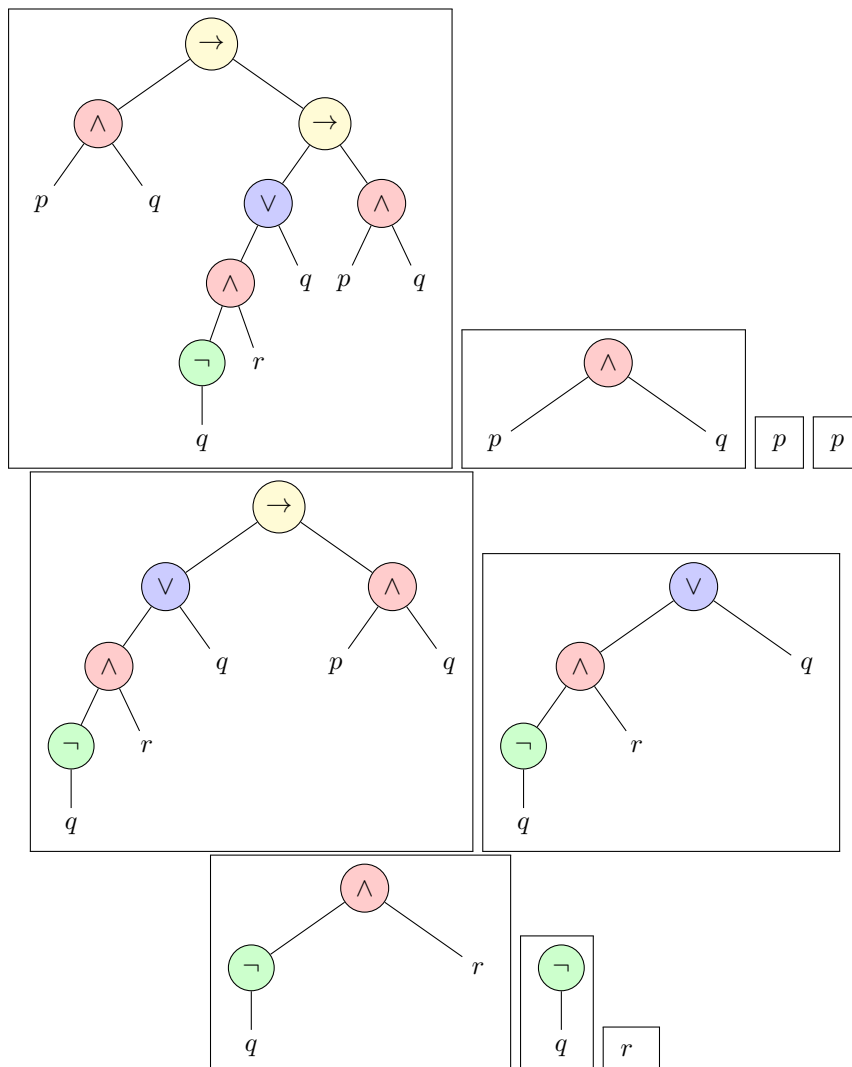 →
∧ →
p q ∨ ∧
∧ q p q
¬ r
q
∧
p q
p
p
→
∨ ∧
∧ q p q
¬ r
q
∨
∧ q
¬ r
q
∧
¬ r
q
¬
q
r